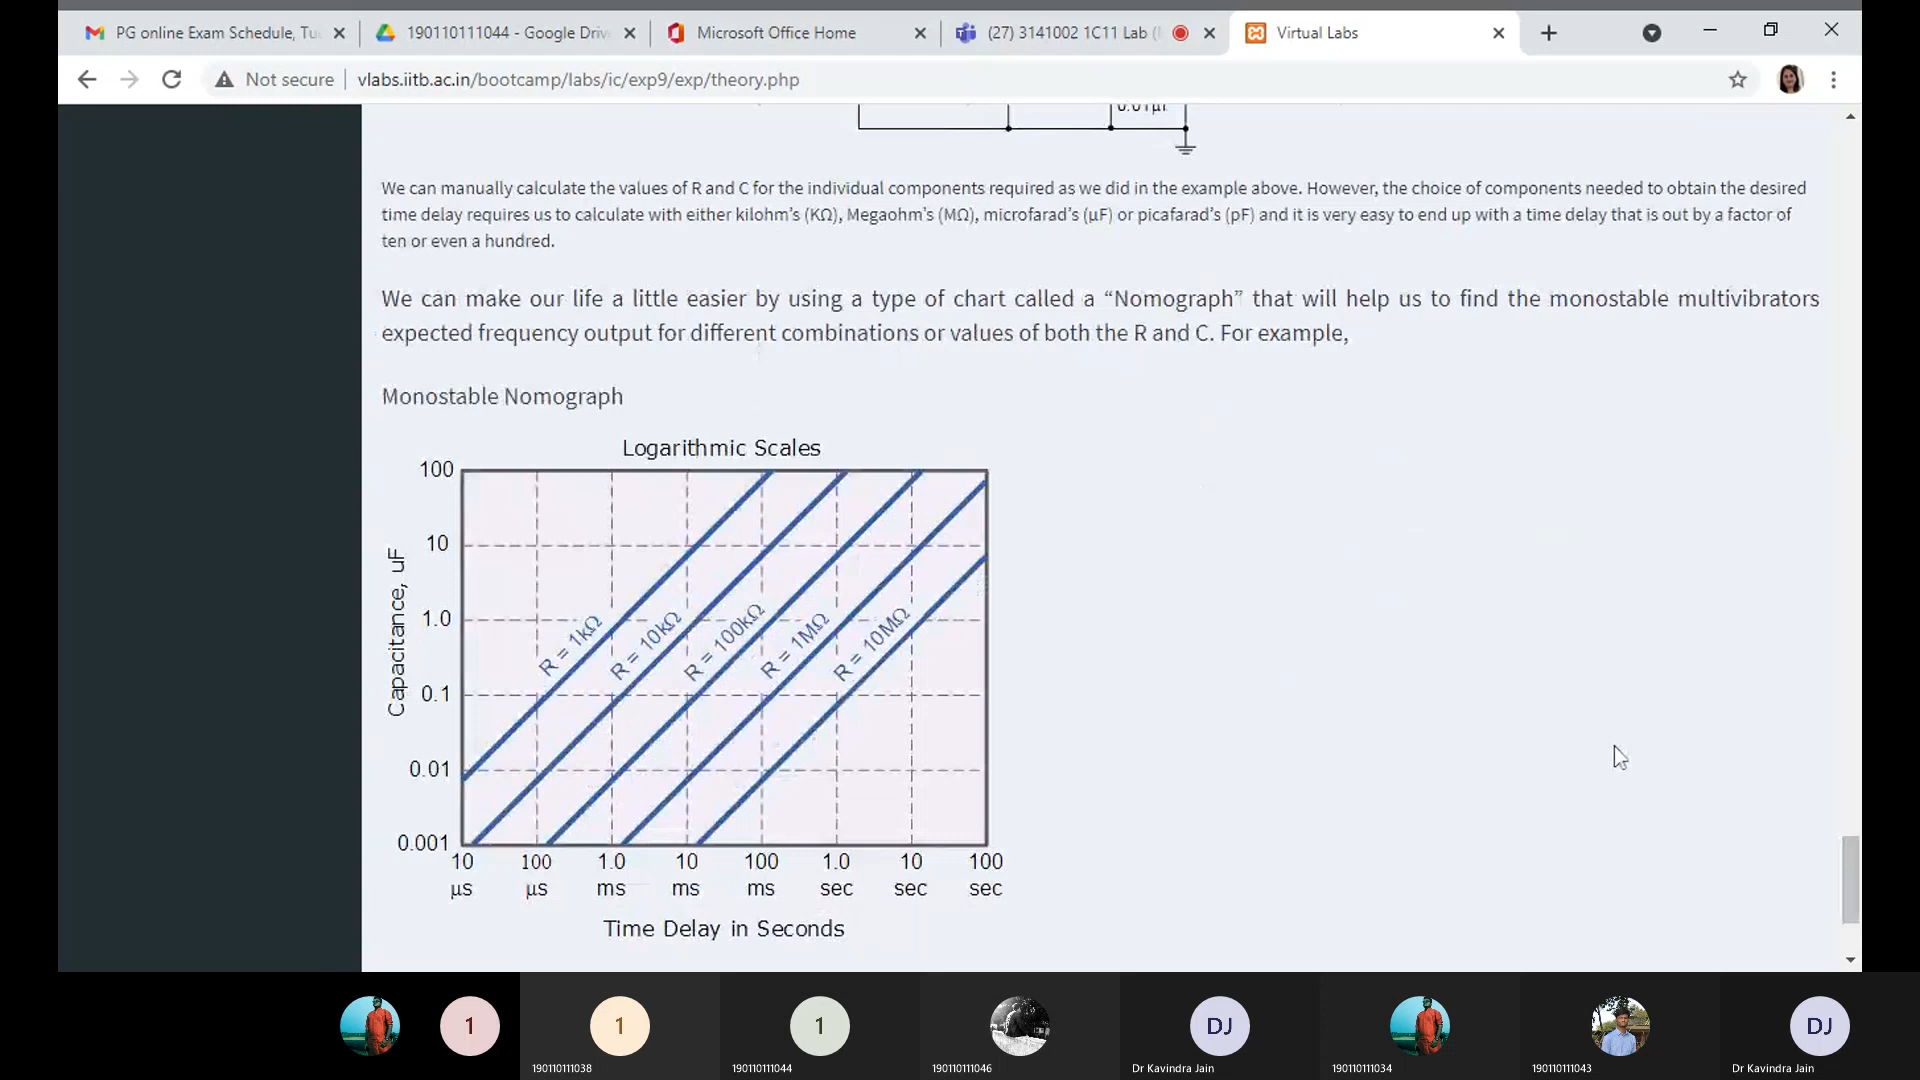 PG online Exam Schedule, Tu
190110111044 - Google Driv
Microsoft Office Home
(27) 3141002 1C11 Lab (
Virtual Labs
Not secure
vlabs.iitb.ac.in/bootcamp/labs/ic/exp9/exp/theory.php
We can manually calculate the values of R and C for the individual components required as we did in the example above. However, the choice of components needed to obtain the desired
time delay requires us to calculate with either kilohm's (KΩ), Megaohm's (MΩ), microfarad's (μF) or picafarad's (pF) and it is very easy to end up with a time delay that is out by a factor of
ten or even a hundred.
We can make our life a little easier by using a type of chart called a “Nomograph” that will help us to find the monostable multivibrators
expected frequency output for different combinations or values of both the R and C. For example,
Monostable Nomograph
Logarithmic Scales
100
10
1.0
0.1
0.01
0.001
Capacitance, uF
R = 1kΩ
R = 10kΩ
R = 100kΩ
R = 1MΩ
R = 10MΩ
10 100 1.0 10 100 1.0 10 100
μs μs ms ms ms sec sec sec
Time Delay in Seconds
1 1 1 DJ DJ
190110111038 190110111044 190110111046 Dr Kavindra Jain 190110111034 190110111043 Dr Kavindra Jain